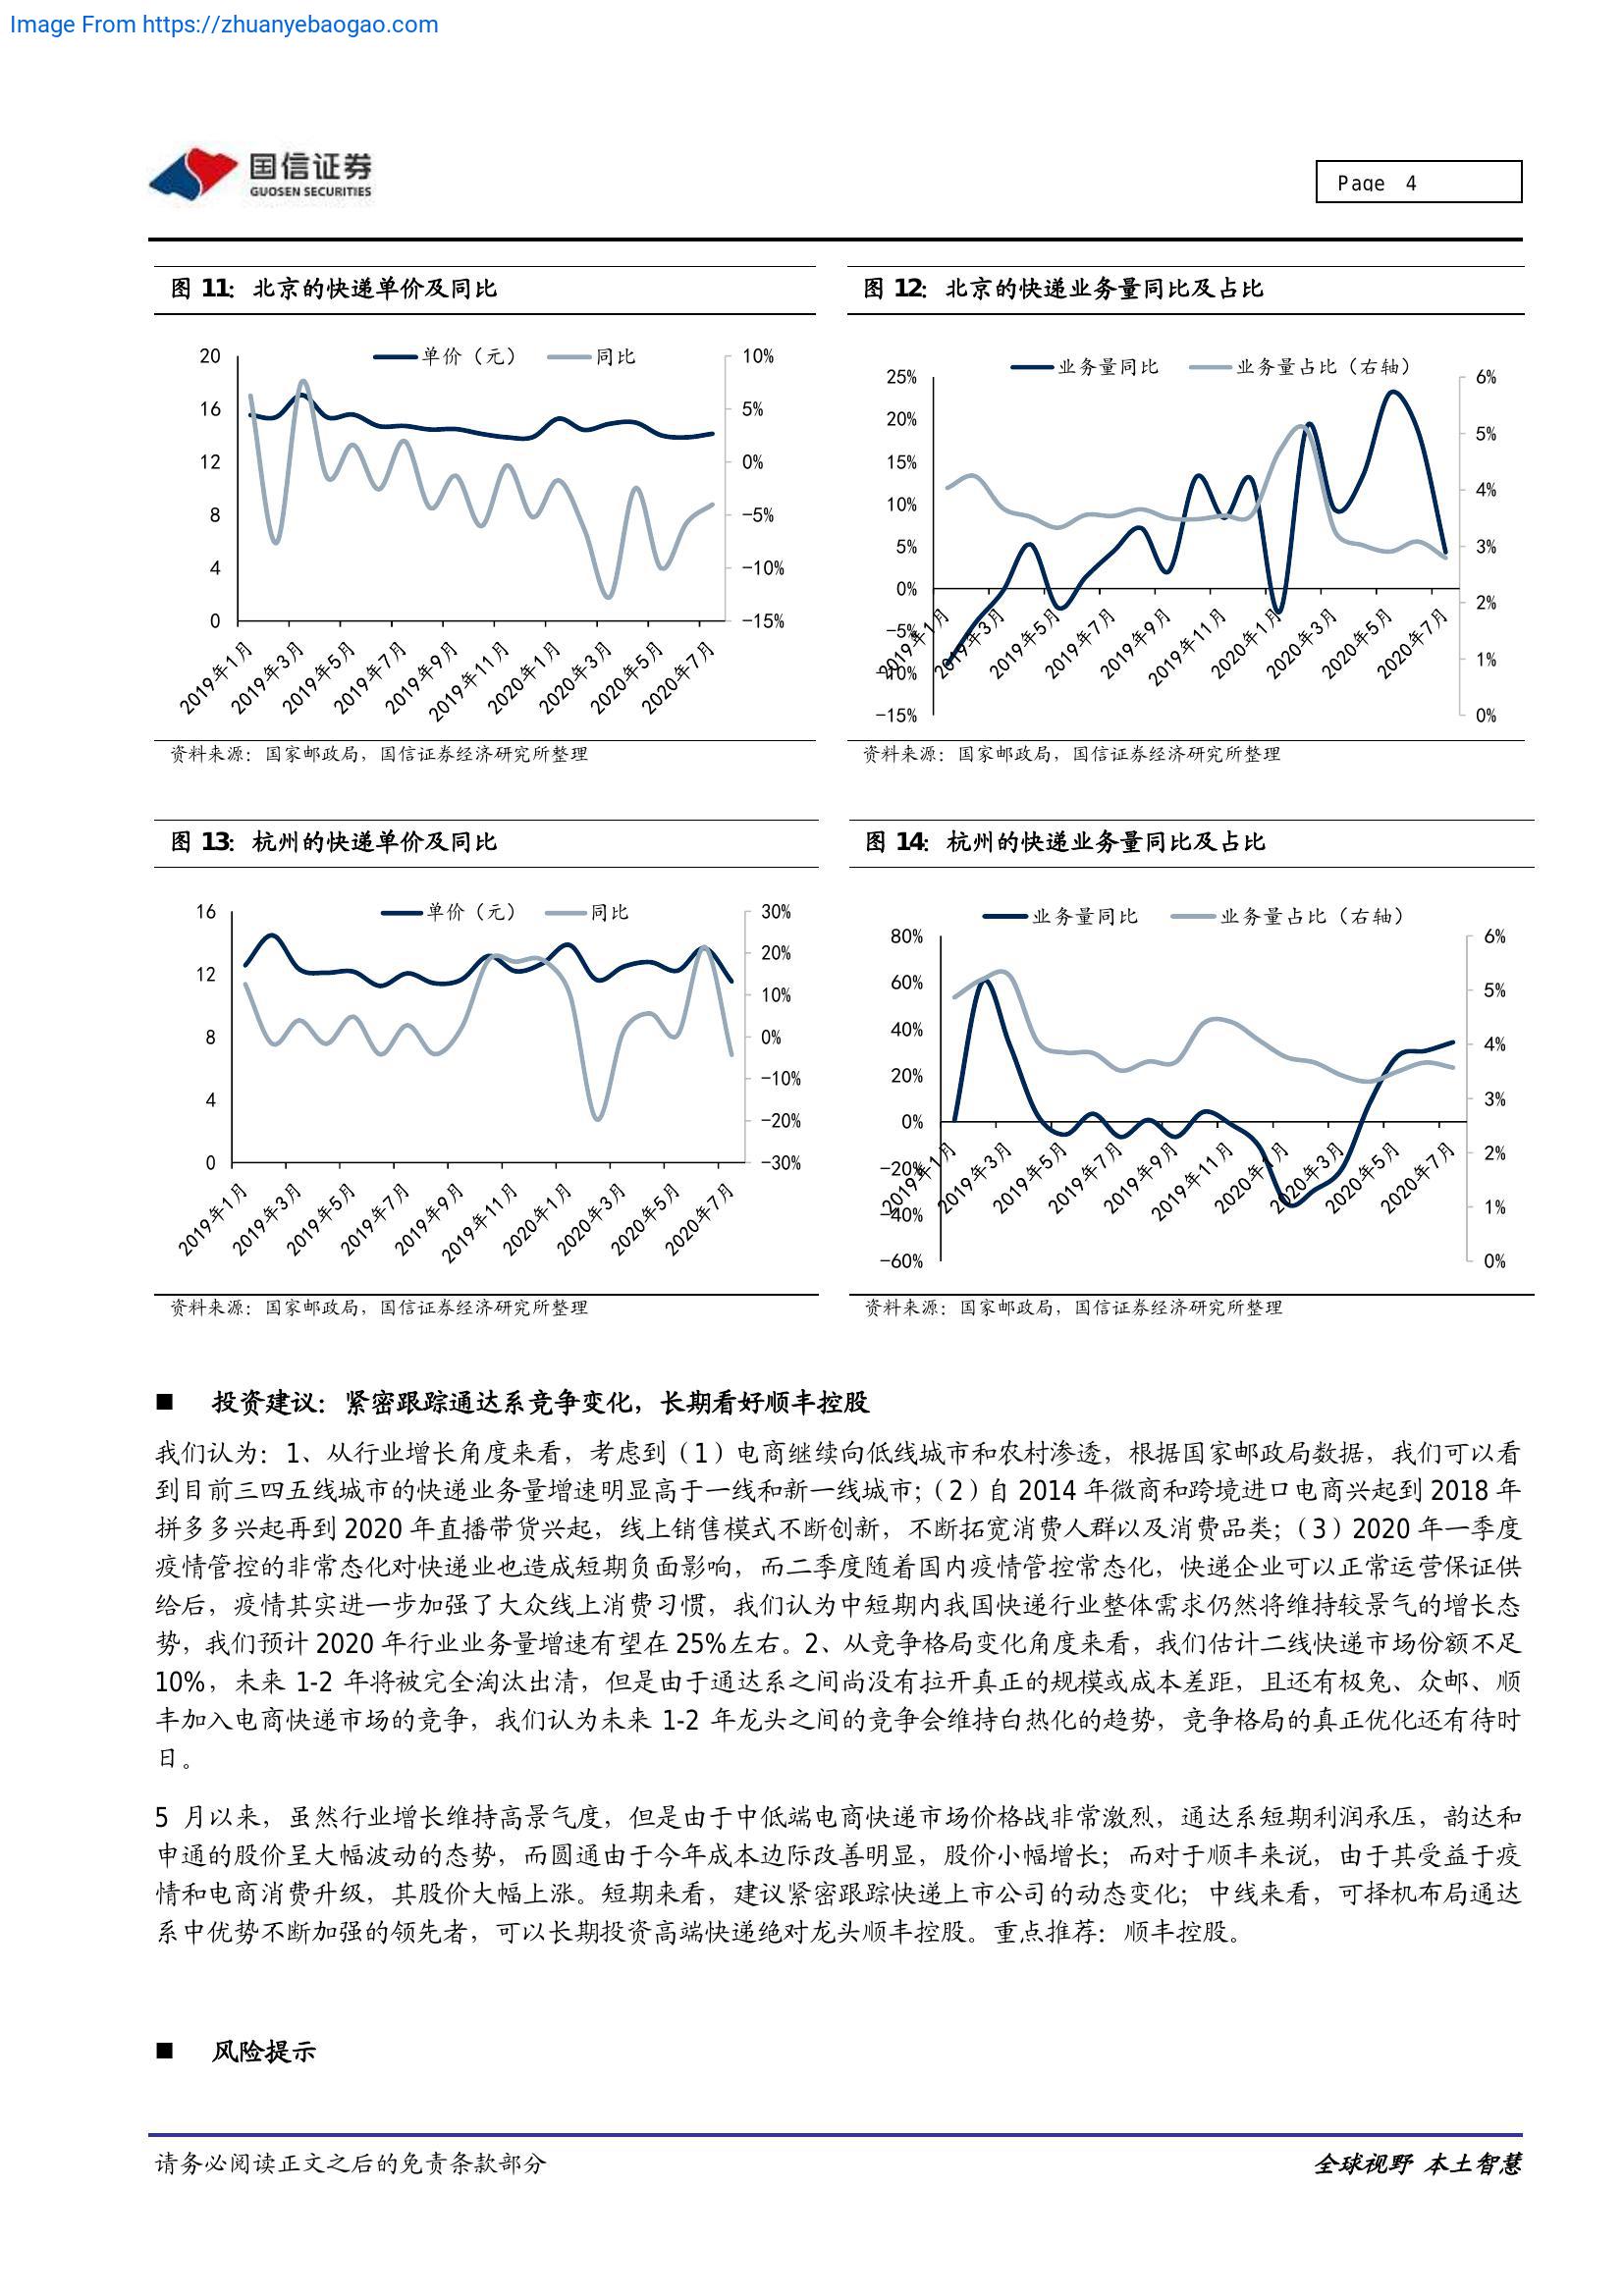 Image From https://zhuanyebaogao.com
国信证券
GUOSEN SECURITIES
Page 4
图 11：北京的快递单价及同比
单价（元） 同比
20
16
12
8
4
0
10%
5%
0%
-5%
-10%
-15%
2019年1月
2019年3月
2019年5月
2019年7月
2019年9月
2019年11月
2020年1月
2020年3月
2020年5月
2020年7月
资料来源：国家邮政局，国信证券经济研究所整理
图 12：北京的快递业务量同比及占比
业务量同比 业务量占比（右轴）
25%
20%
15%
10%
5%
0%
-5%
-10%
-15%
6%
5%
4%
3%
2%
1%
0%
2019年1月
2019年3月
2019年5月
2019年7月
2019年9月
2019年11月
2020年1月
2020年3月
2020年5月
2020年7月
资料来源：国家邮政局，国信证券经济研究所整理
图 13：杭州的快递单价及同比
单价（元） 同比
16
12
8
4
0
30%
20%
10%
0%
-10%
-20%
-30%
2019年1月
2019年3月
2019年5月
2019年7月
2019年9月
2019年11月
2020年1月
2020年3月
2020年5月
2020年7月
资料来源：国家邮政局，国信证券经济研究所整理
图 14：杭州的快递业务量同比及占比
业务量同比 业务量占比（右轴）
80%
60%
40%
20%
0%
-20%
-40%
-60%
6%
5%
4%
3%
2%
1%
0%
2019年1月
2019年3月
2019年5月
2019年7月
2019年9月
2019年11月
2020年1月
2020年3月
2020年5月
2020年7月
资料来源：国家邮政局，国信证券经济研究所整理
■ 投资建议：紧密跟踪通达系竞争变化，长期看好顺丰控股
我们认为：1、从行业增长角度来看，考虑到（1）电商继续向低线城市和农村渗透，根据国家邮政局数据，我们可以看
到目前三四五线城市的快递业务量增速明显高于一线和新一线城市；（2）自 2014 年微商和跨境进口电商兴起到 2018 年
拼多多兴起再到 2020 年直播带货兴起，线上销售模式不断创新，不断拓宽消费人群以及消费品类；（3）2020 年一季度
疫情管控的非常态化对快递业也造成短期负面影响，而二季度随着国内疫情管控常态化，快递企业可以正常运营保证供
给后，疫情其实进一步加强了大众线上消费习惯，我们认为中短期内我国快递行业整体需求仍然将维持较景气的增长态
势，我们预计 2020 年行业业务量增速有望在 25%左右。2、从竞争格局变化角度来看，我们估计二线快递市场份额不足
10%，未来 1-2 年将被完全淘汰出清，但是由于通达系之间尚没有拉开真正的规模或成本差距，且还有极兔、众邮、顺
丰加入电商快递市场的竞争，我们认为未来 1-2 年龙头之间的竞争会维持白热化的趋势，竞争格局的真正优化还有待时
日。
5 月以来，虽然行业增长维持高景气度，但是由于中低端电商快递市场价格战非常激烈，通达系短期利润承压，韵达和
申通的股价呈大幅波动的态势，而圆通由于今年成本边际改善明显，股价小幅增长；而对于顺丰来说，由于其受益于疫
情和电商消费升级，其股价大幅上涨。短期来看，建议紧密跟踪快递上市公司的动态变化；中线来看，可择机布局通达
系中优势不断加强的领先者，可以长期投资高端快递绝对龙头顺丰控股。重点推荐：顺丰控股。
■ 风险提示
请务必阅读正文之后的免责条款部分
全球视野 本土智慧